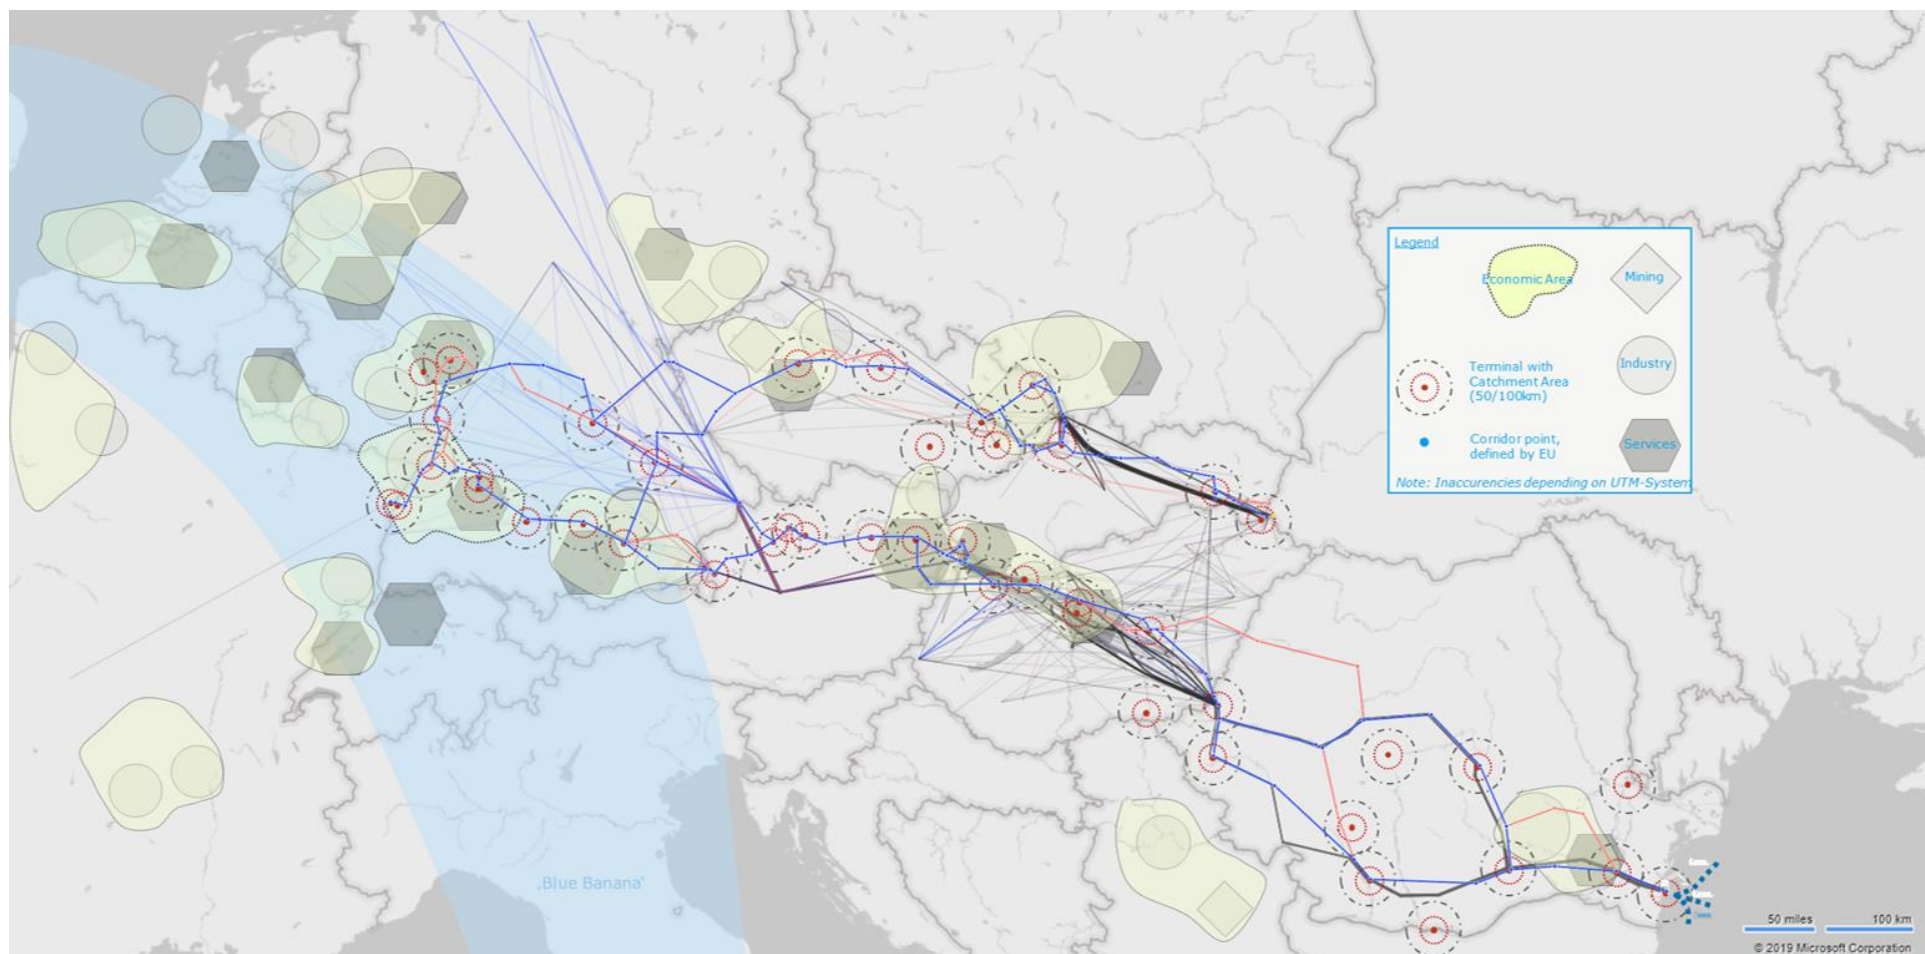 Legend
Economic Area
Mining
Industry
Terminal with
Catchment Area
(50/100km)
Services
Corridor point,
defined by EU
Note: Inaccurencies depending on UTM-System
‚Blue Banana'
50 miles
100 km
© 2019 Microsoft Corporation